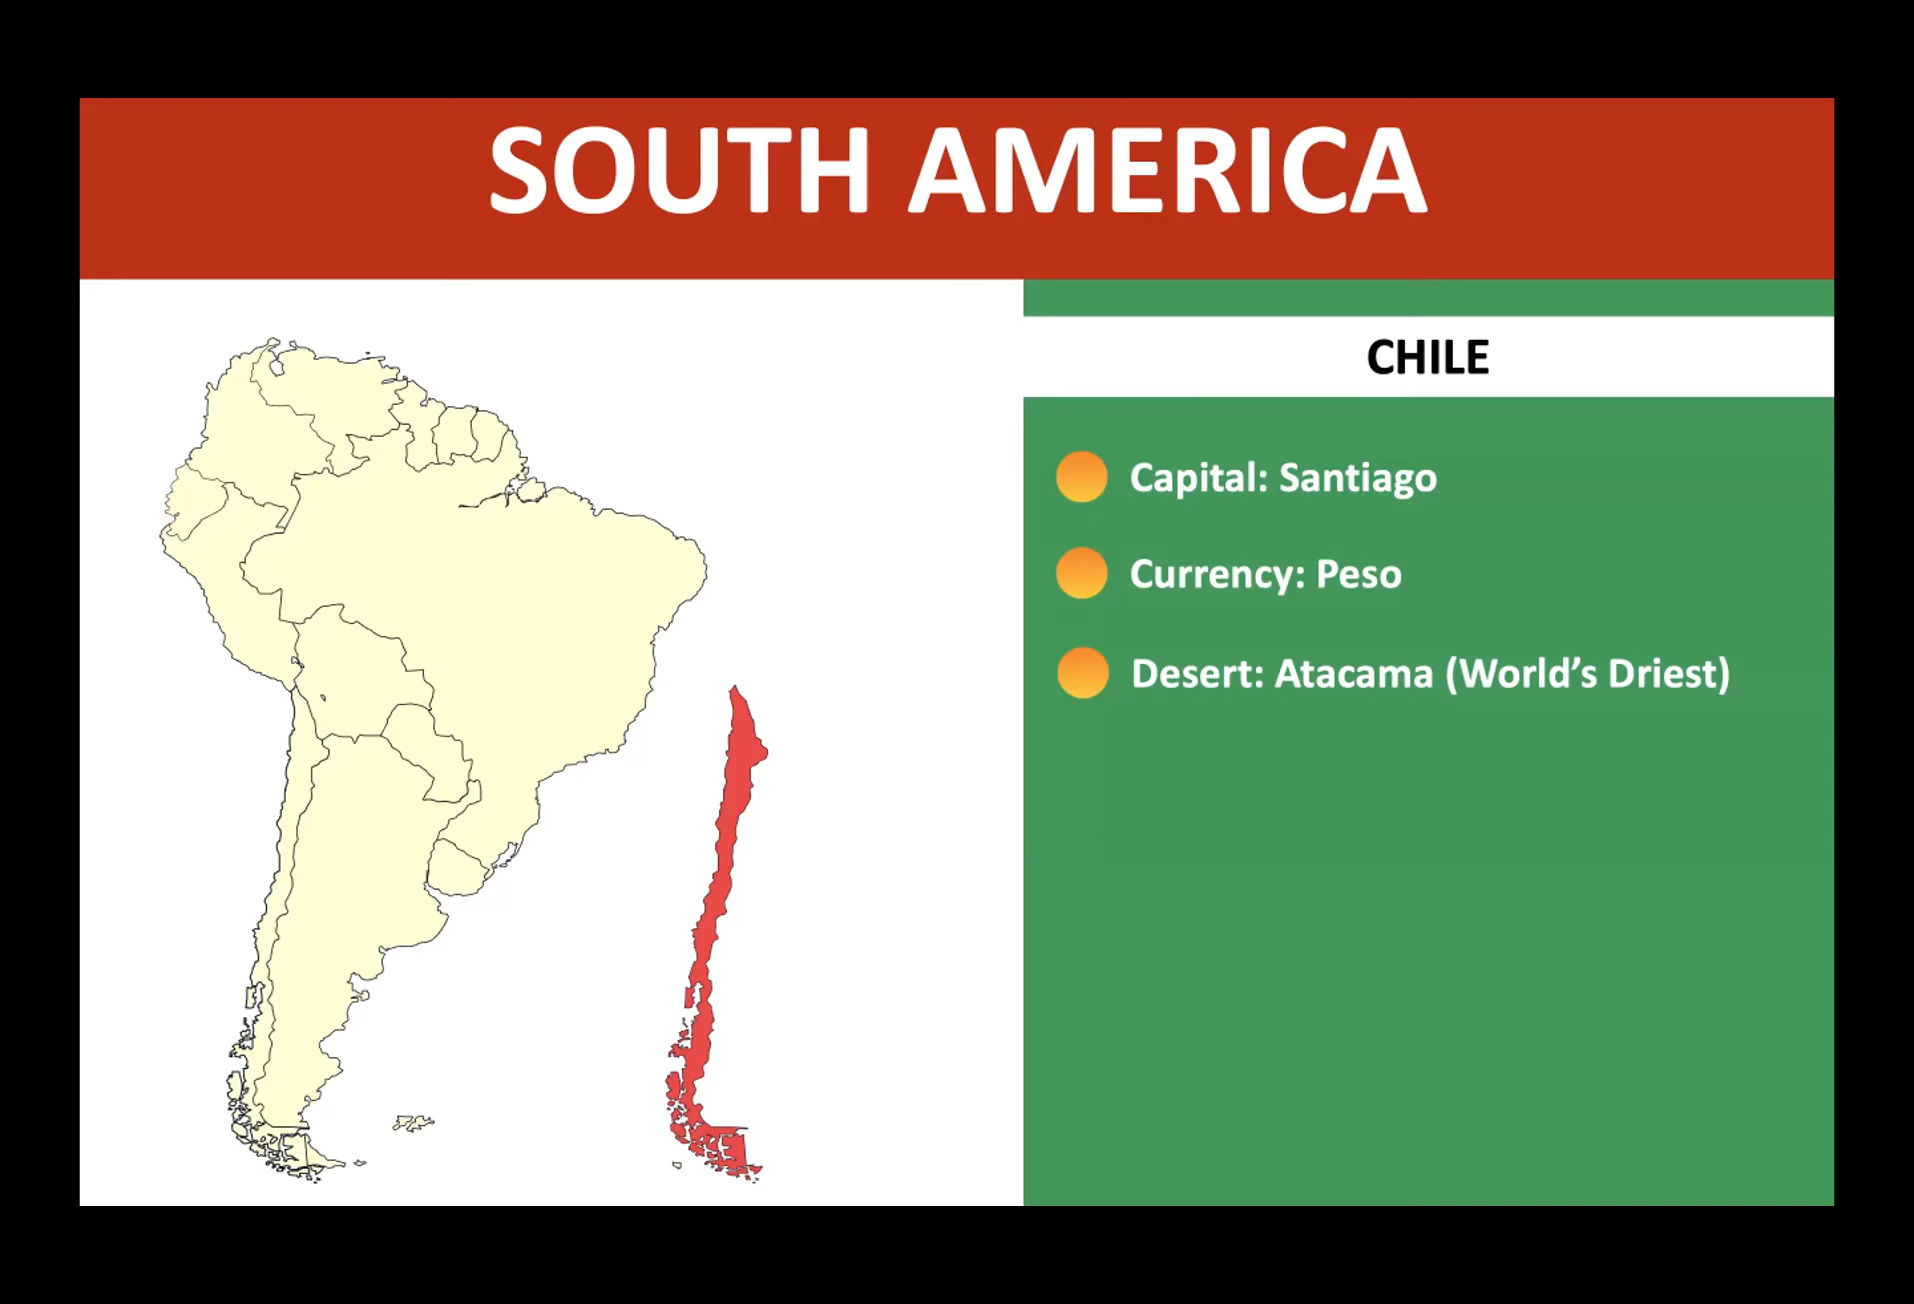 SOUTH AMERICA
CHILE
Capital: Santiago
Currency: Peso
Desert: Atacama (World’s Driest)